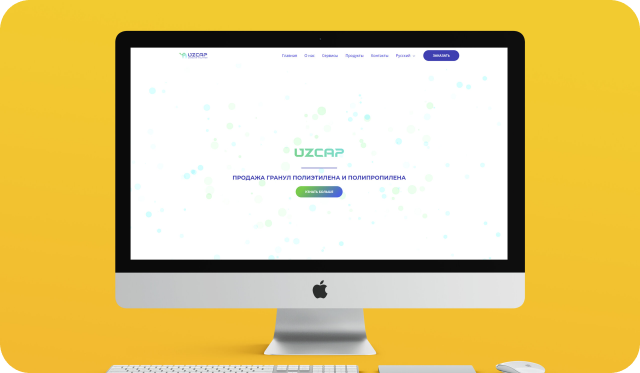 UZCAP
Главная О нас Сервисы Продукты Контакты Русский ЗАКАЗАТЬ
UZCAP
ПРОДАЖА ГРАНУЛ ПОЛИЭТИЛЕНА И ПОЛИПРОПИЛЕНА
УЗНАТЬ БОЛЬШЕ